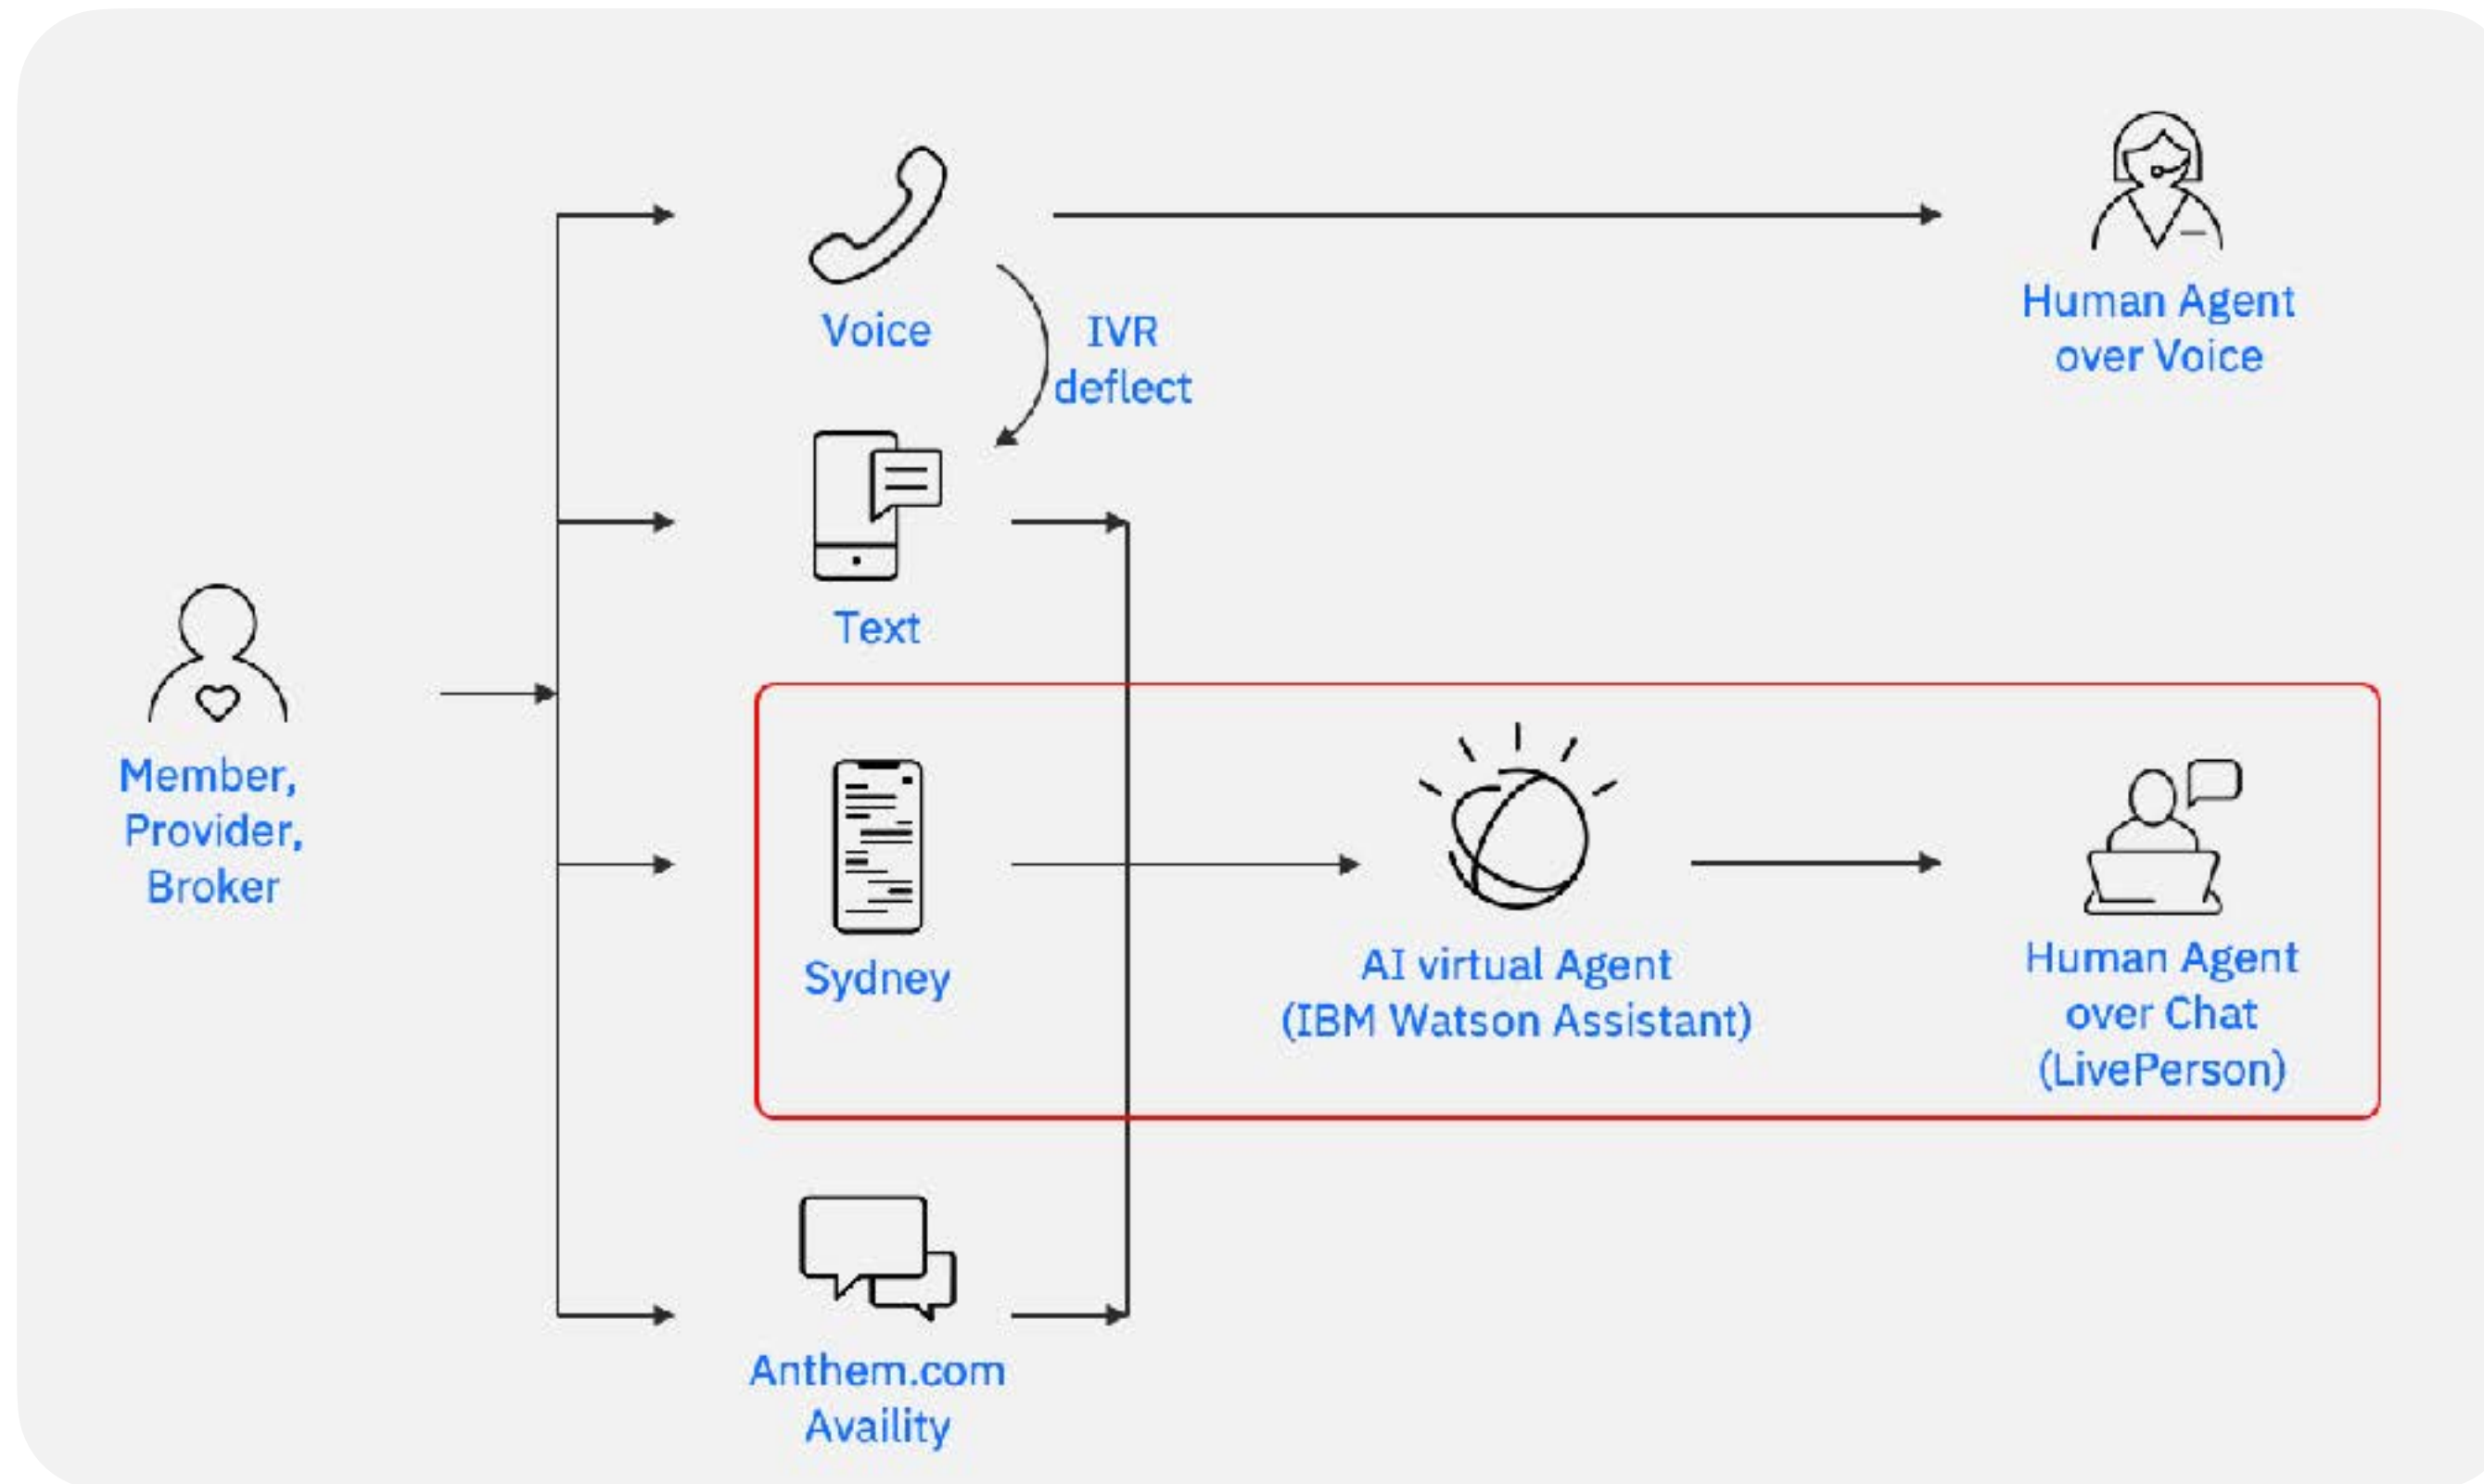 Voice
IVR
deflect
Human Agent
over Voice
Text
Member,
Provider,
Broker
Sydney
AI virtual Agent
(IBM Watson Assistant)
Human Agent
over Chat
(LivePerson)
Anthem.com
Availity